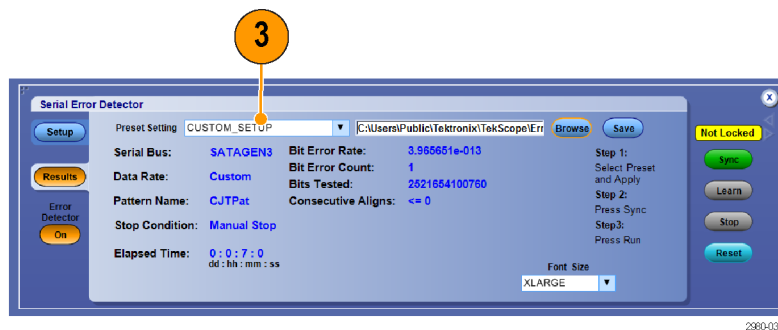 3
Serial Error Detector
Setup
Preset Setting CUSTOM_SETUP C:\Users\Public\Tektronix\TekScope\Err Browse Save
Not Locked
Serial Bus: SATAGEN3 Bit Error Rate: 3.965651e-013 Step 1:
Sync
Bit Error Count: 1 Select Preset
Results
Data Rate: Custom Bits Tested: 2521654100760 and Apply
Learn
Pattern Name: CJTPat Consecutive Aligns: <= 0 Step 2:
Error
Detector
Press Sync
On
Stop Condition: Manual Stop Step3:
Stop
Press Run
Elapsed Time: 0 : 0 : 7 : 0
Reset
dd : hh : mm : ss
Font Size
XLARGE
2980-03